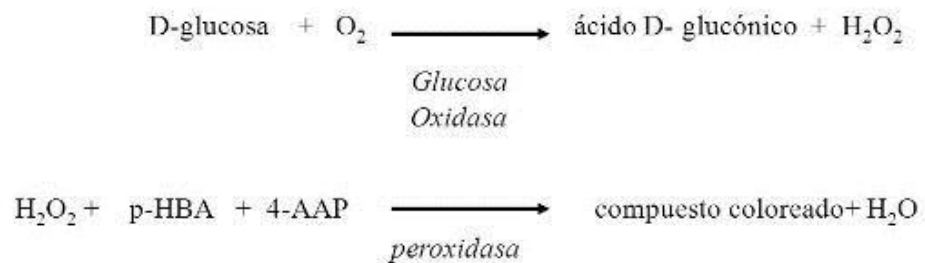 D-glucosa + O₂ ácido D- glucónico + H₂O₂
Glucosa
Oxidasa
H₂O₂ + p-HBA + 4-AAP compuesto coloreado+ H₂O
peroxidasa